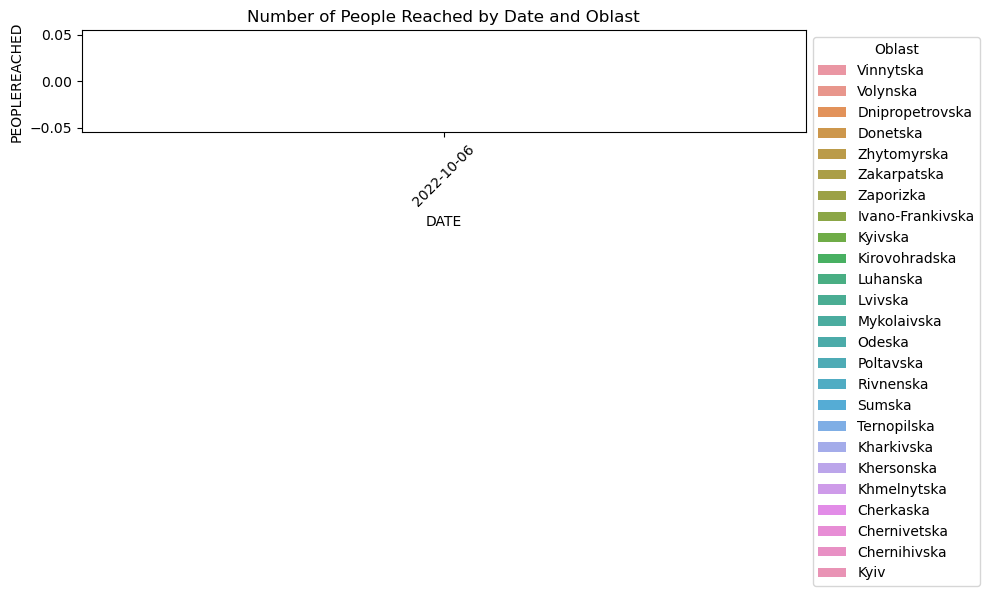 Number of People Reached by Date and Oblast
PEOPLEREACHED
0.05
0.00
−0.05
2022-10-06
DATE
Oblast
Vinnytska
Volynska
Dnipropetrovska
Donetska
Zhytomyrska
Zakarpatska
Zaporizka
Ivano-Frankivska
Kyivska
Kirovohradska
Luhanska
Lvivska
Mykolaivska
Odeska
Poltavska
Rivnenska
Sumska
Ternopilska
Kharkivska
Khersonska
Khmelnytska
Cherkaska
Chernivetska
Chernihivska
Kyiv